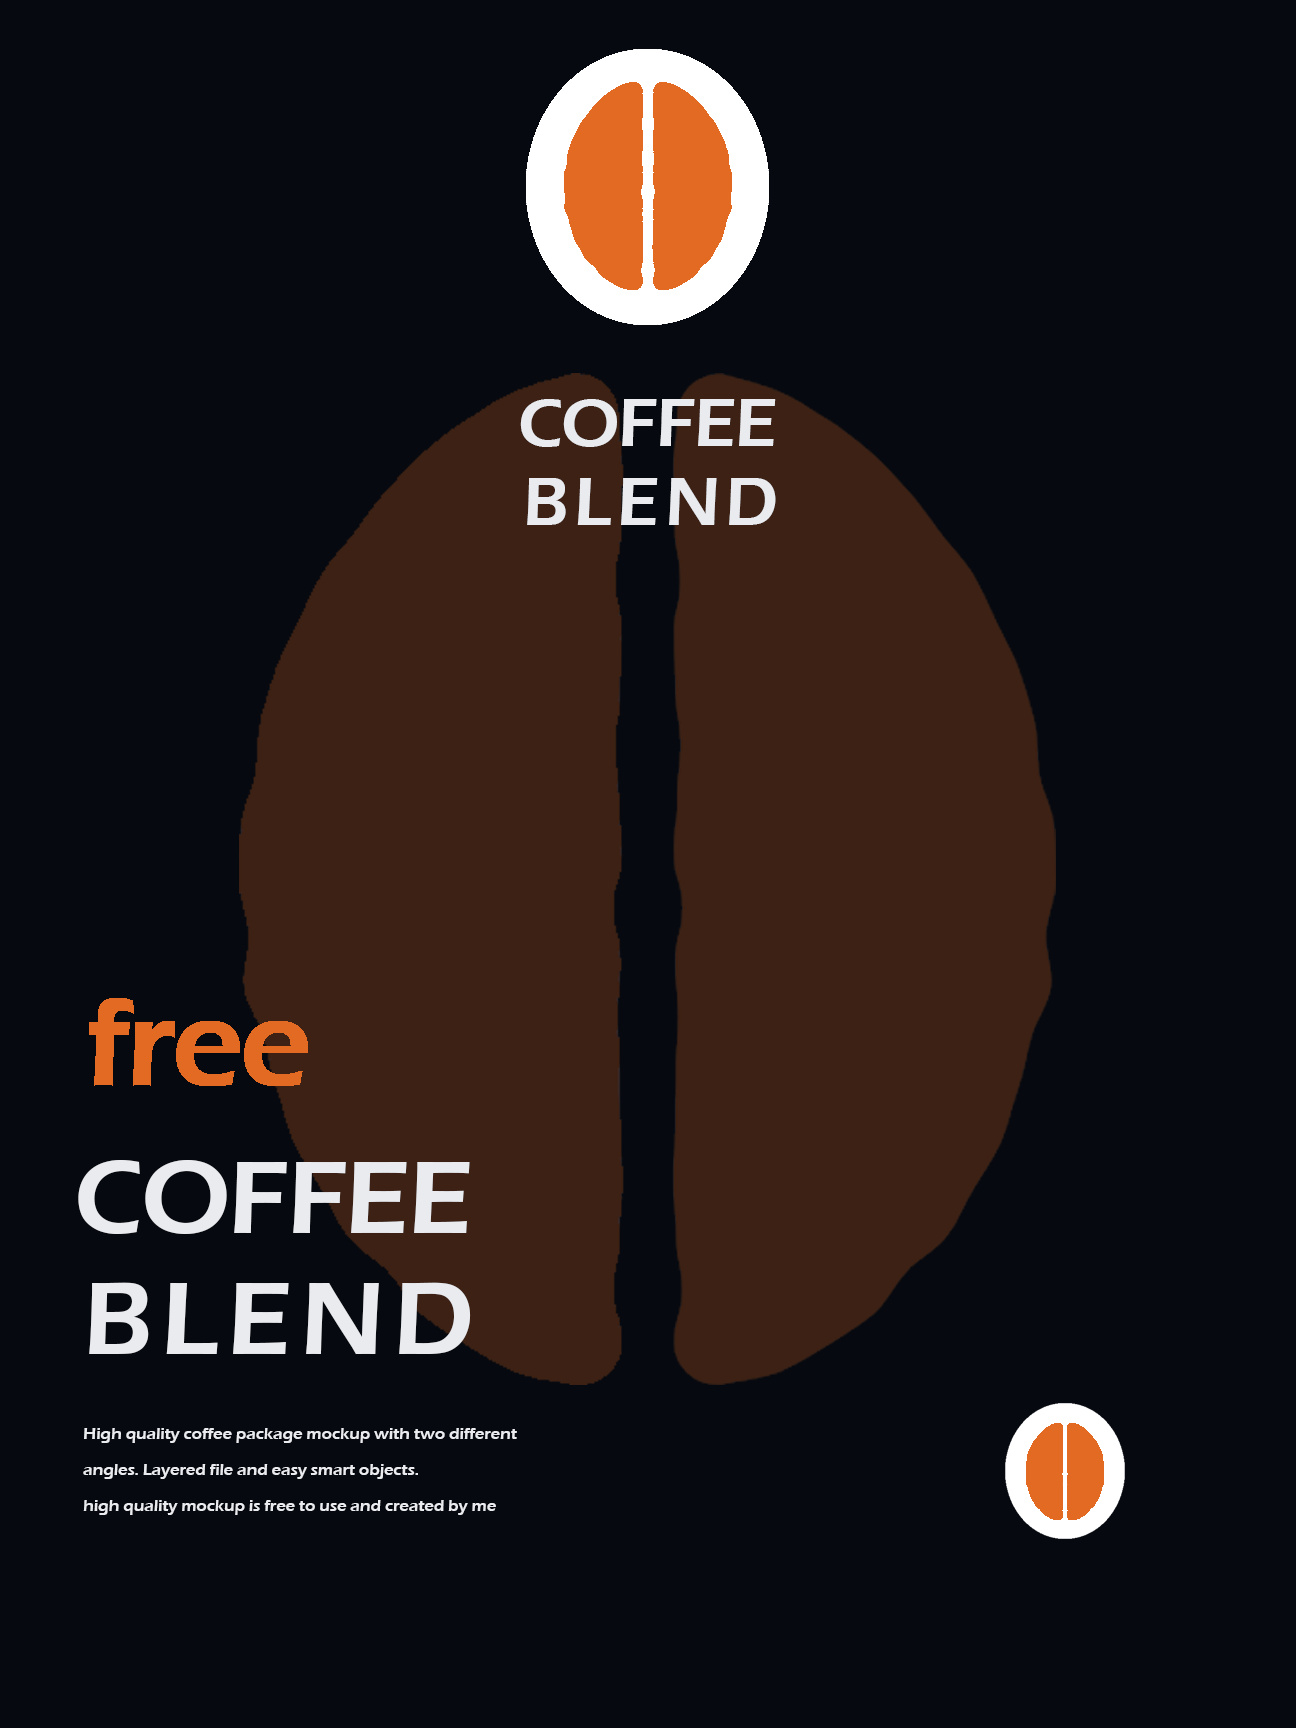 COFFEE
BLEND
free
COFFEE
BLEND
High quality coffee package mockup with two different
angles. Layered file and easy smart objects.
high quality mockup is free to use and created by me